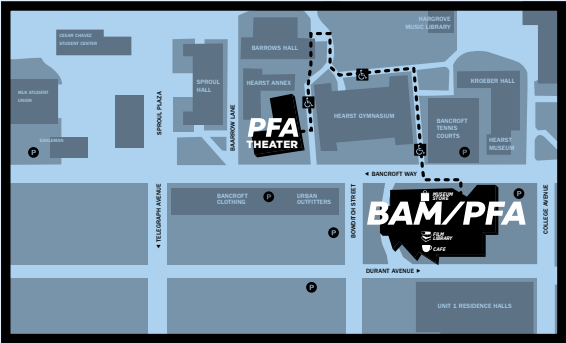 HARGROVE
MUSIC LIBRARY
CESAR CHAVEZ
STUDENT CENTER
BARROWS HALL
SPROUL
HALL
HEARST ANNEX
KROEBER HALL
MLK STUDENT
UNION
SPROUL PLAZA
BAARROW LANE
PFA
THEATER
HEARST GYMNASIUM
BANCROFT
TENNIS
COURTS
HEARST
MUSEUM
P
P
◄ BANCROFT WAY
BANCROFT
CLOTHING
P
URBAN
OUTFITTERS
P
MUSEUM
STORE
BAM/PFA
FILM
LIBRARY
CAFE
◄ TELEGRAPH AVENUE
BOWDITCH STREET
COLLEGE AVENUE
P
DURANT AVENUE ►
P
UNIT 1 RESIDENCE HALLS